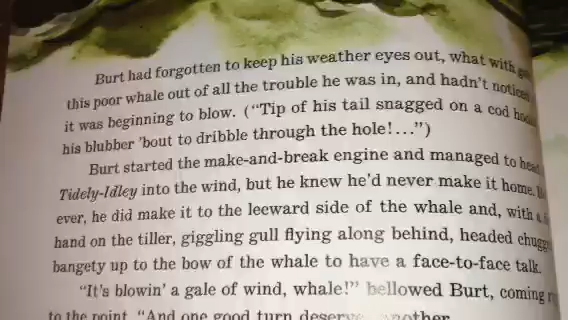 Burt had forgotten to keep his weather eyes out, what with
this poor whale out of all the trouble he was in, and hadn't
it was beginning to blow. ("Tip of his tail snagged on a cod
his blubber 'bout to dribble through the hole!...")
Burt started the make-and-break engine and managed to
Tidely-Idley into the wind, but he knew he'd never make it home.
ever, he did make it to the leeward side of the whale and, with a
hand on the tiller, giggling gull flying along behind, headed
bangety up to the bow of the whale to have a face-to-face talk.
"It's blowin' a gale of wind, whale!" bellowed Burt, coming
to the point. "And one good turn